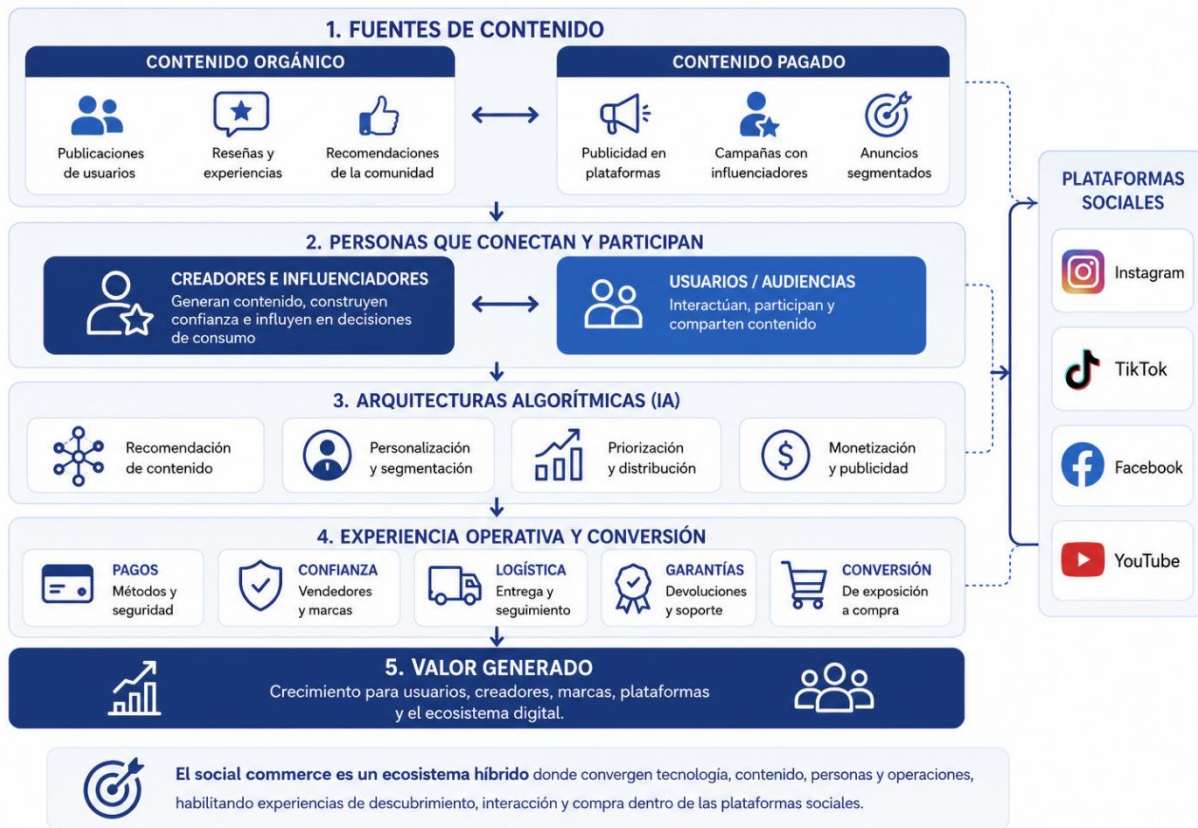 1. FUENTES DE CONTENIDO
CONTENIDO ORGÁNICO
Publicaciones
de usuarios
Reseñas y
experiencias
Recomendaciones
de la comunidad
CONTENIDO PAGADO
Publicidad en
plataformas
Campañas con
influenciadores
Anuncios
segmentados
2. PERSONAS QUE CONECTAN Y PARTICIPAN
CREADORES E INFLUENCIADORES
Generan contenido, construyen
confianza e influyen en decisiones
de consumo
USUARIOS / AUDIENCIAS
Interactúan, participan y
comparten contenido
3. ARQUITECTURAS ALGORÍTMICAS (IA)
Recomendación
de contenido
Personalización
y segmentación
Priorización
y distribución
$
Monetización
y publicidad
4. EXPERIENCIA OPERATIVA Y CONVERSIÓN
PAGOS
Métodos y
seguridad
CONFIANZA
Vendedores
y marcas
LOGÍSTICA
Entrega y
seguimiento
GARANTÍAS
Devoluciones
y soporte
CONVERSIÓN
De exposición
a compra
5. VALOR GENERADO
Crecimiento para usuarios, creadores, marcas, plataformas
y el ecosistema digital.
El social commerce es un ecosistema híbrido donde convergen tecnología, contenido, personas y operaciones,
habilitando experiencias de descubrimiento, interacción y compra dentro de las plataformas sociales.
PLATAFORMAS
SOCIALES
Instagram
TikTok
Facebook
YouTube